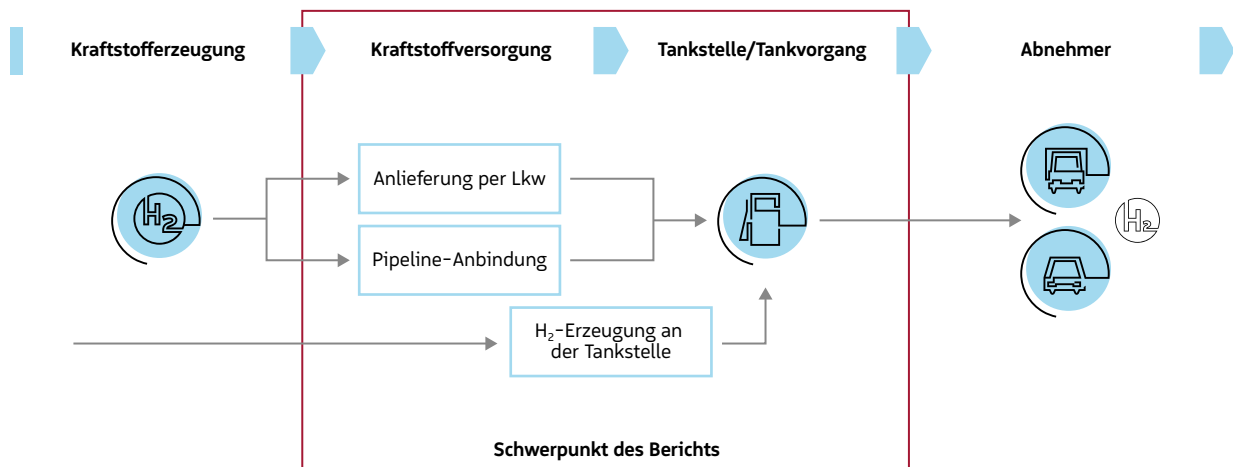 Kraftstofferzeugung
Kraftstoffversorgung
Tankstelle/Tankvorgang
Abnehmer
Anlieferung per Lkw
H₂
H₂
Pipeline-Anbindung
H₂-Erzeugung an
der Tankstelle
Schwerpunkt des Berichts